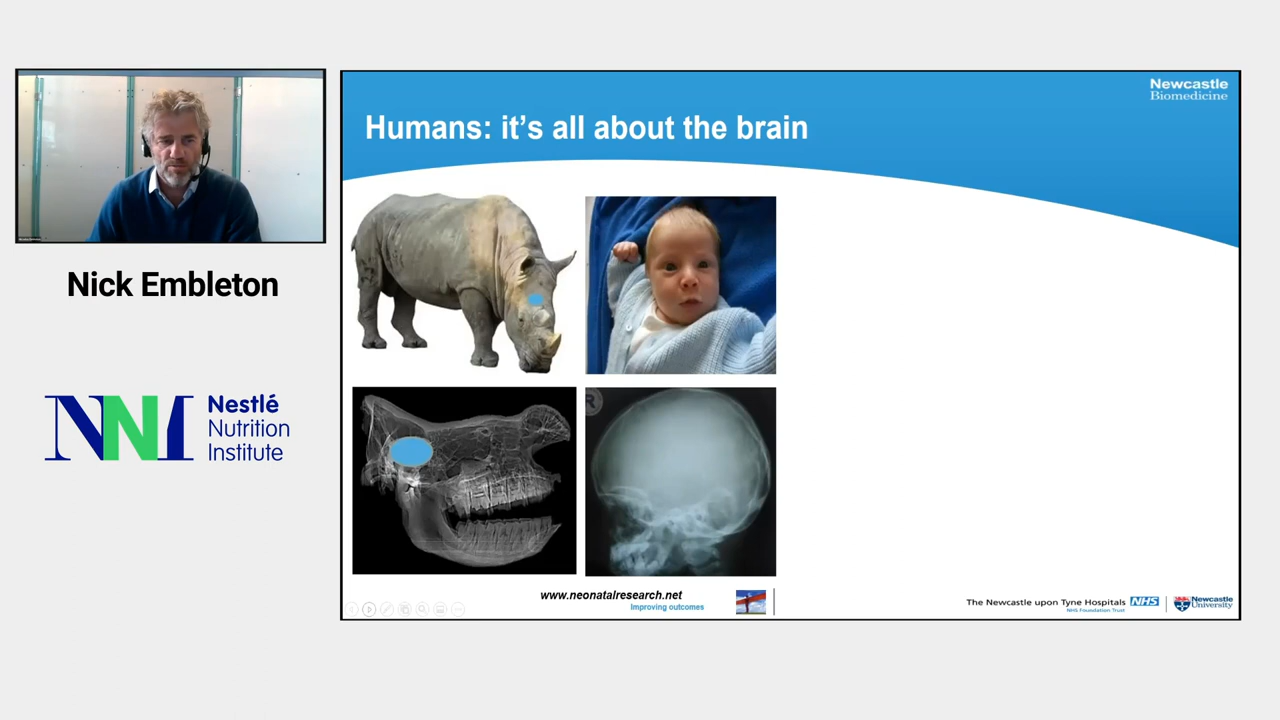 Newcastle
Biomedicine
Humans: it's all about the brain
Nick Embleton
NNI
Nestlé
Nutrition
Institute
R
www.neonatalresearch.net
Improving outcomes
The Newcastle upon Tyne Hospitals NHS
NHS Foundation Trust
Newcastle
University